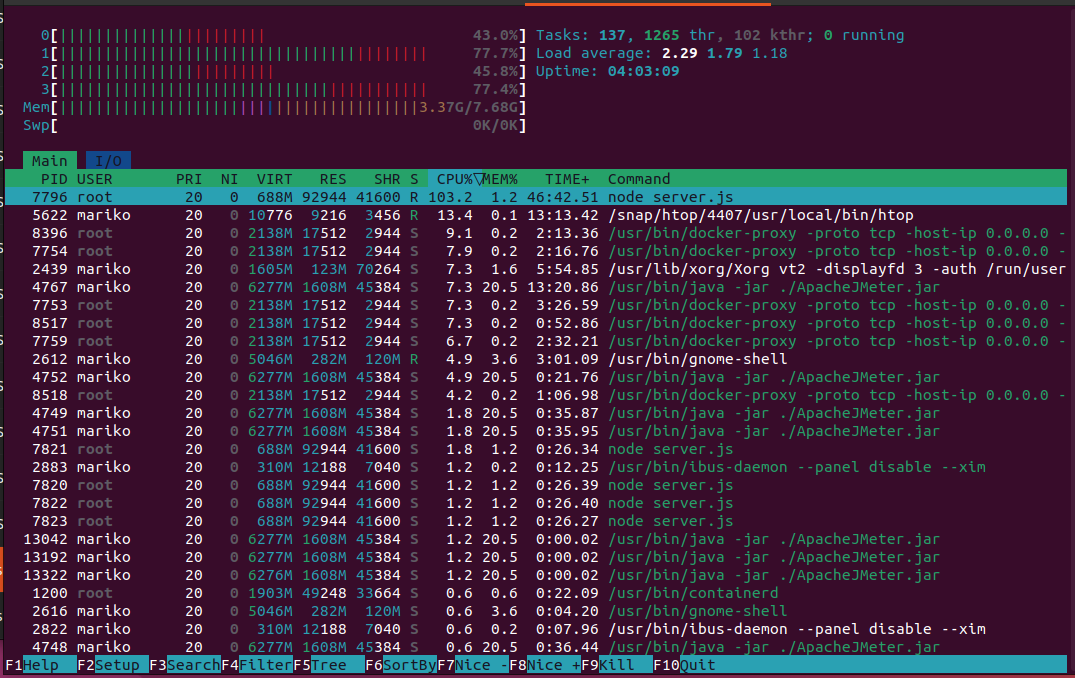 0[ 43.0%] Tasks: 137, 1265 thr, 102 kthr; 0 running
1[ 77.7%] Load average: 2.29 1.79 1.18
2[ 45.8%] Uptime: 04:03:09
3[ 77.4%]
Mem[ 3.37G/7.68G]
Swp[ 0K/0K]
Main I/O
PID USER PRI NI VIRT RES SHR S CPU%▽MEM% TIME+ Command
7796 root 20 0 688M 92944 41600 R 103.2 1.2 46:42.51 node server.js
5622 mariko 20 0 10776 9216 3456 R 13.4 0.1 13:13.42 /snap/htop/4407/usr/local/bin/htop
8396 root 20 0 2138M 17512 2944 S 9.1 0.2 2:13.36 /usr/bin/docker-proxy -proto tcp -host-ip 0.0.0.0 -
7754 root 20 0 2138M 17512 2944 S 7.9 0.2 2:16.76 /usr/bin/docker-proxy -proto tcp -host-ip 0.0.0.0 -
2439 mariko 20 0 1605M 123M 70264 S 7.3 1.6 5:54.85 /usr/lib/xorg/Xorg vt2 -displayfd 3 -auth /run/user
4767 mariko 20 0 6277M 1608M 45384 S 7.3 20.5 13:20.86 /usr/bin/java -jar ./ApacheJMeter.jar
7753 root 20 0 2138M 17512 2944 S 7.3 0.2 3:26.59 /usr/bin/docker-proxy -proto tcp -host-ip 0.0.0.0 -
8517 root 20 0 2138M 17512 2944 S 7.3 0.2 0:52.86 /usr/bin/docker-proxy -proto tcp -host-ip 0.0.0.0 -
7759 root 20 0 2138M 17512 2944 S 6.7 0.2 2:32.21 /usr/bin/docker-proxy -proto tcp -host-ip 0.0.0.0 -
2612 mariko 20 0 5046M 282M 120M R 4.9 3.6 3:01.09 /usr/bin/gnome-shell
4752 mariko 20 0 6277M 1608M 45384 S 4.9 20.5 0:21.76 /usr/bin/java -jar ./ApacheJMeter.jar
8518 root 20 0 2138M 17512 2944 S 4.2 0.2 1:06.98 /usr/bin/docker-proxy -proto tcp -host-ip 0.0.0.0 -
4749 mariko 20 0 6277M 1608M 45384 S 1.8 20.5 0:35.87 /usr/bin/java -jar ./ApacheJMeter.jar
4751 mariko 20 0 6277M 1608M 45384 S 1.8 20.5 0:35.95 /usr/bin/java -jar ./ApacheJMeter.jar
7821 root 20 0 688M 92944 41600 S 1.8 1.2 0:26.34 node server.js
2883 mariko 20 0 310M 12188 7040 S 1.2 0.2 0:12.25 /usr/bin/ibus-daemon --panel disable --xim
7820 root 20 0 688M 92944 41600 S 1.2 1.2 0:26.39 node server.js
7822 root 20 0 688M 92944 41600 S 1.2 1.2 0:26.40 node server.js
7823 root 20 0 688M 92944 41600 S 1.2 1.2 0:26.27 node server.js
13042 mariko 20 0 6277M 1608M 45384 S 1.2 20.5 0:00.02 /usr/bin/java -jar ./ApacheJMeter.jar
13192 mariko 20 0 6277M 1608M 45384 S 1.2 20.5 0:00.02 /usr/bin/java -jar ./ApacheJMeter.jar
13322 mariko 20 0 6276M 1608M 45384 S 1.2 20.5 0:00.02 /usr/bin/java -jar ./ApacheJMeter.jar
1200 root 20 0 1903M 49248 33664 S 0.6 0.6 0:22.09 /usr/bin/containerd
2616 mariko 20 0 5046M 282M 120M S 0.6 3.6 0:04.20 /usr/bin/gnome-shell
2822 mariko 20 0 310M 12188 7040 S 0.6 0.2 0:07.96 /usr/bin/ibus-daemon --panel disable --xim
4748 mariko 20 0 6277M 1608M 45384 S 0.6 20.5 0:36.44 /usr/bin/java -jar ./ApacheJMeter.jar
F1Help F2Setup F3SearchF4FilterF5Tree F6SortByF7Nice -F8Nice +F9Kill F10Quit